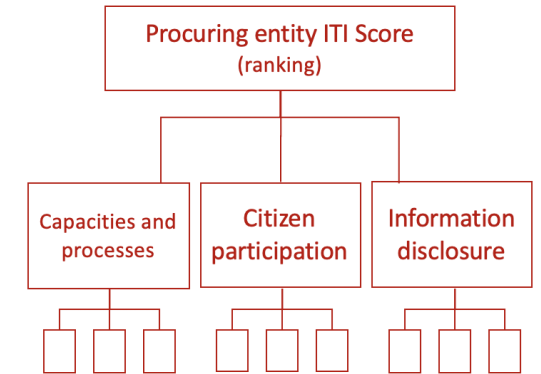 Procuring entity ITI Score
(ranking)
Capacities and
processes
Citizen
participation
Information
disclosure